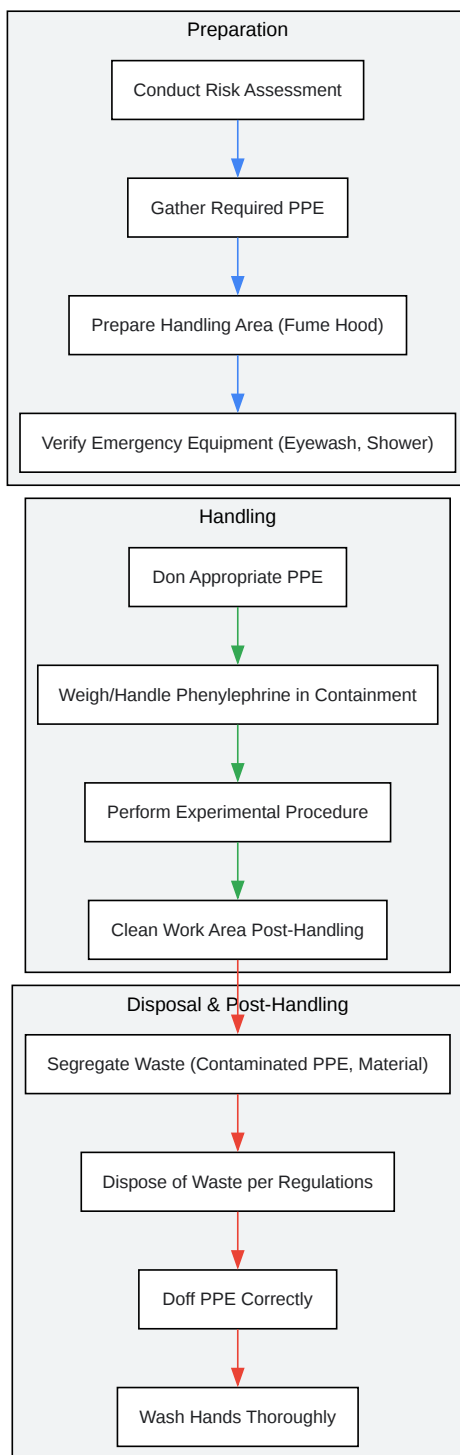 Preparation
Conduct Risk Assessment
Gather Required PPE
Prepare Handling Area (Fume Hood)
Verify Emergency Equipment (Eyewash, Shower)
Handling
Don Appropriate PPE
Weigh/Handle Phenylephrine in Containment
Perform Experimental Procedure
Clean Work Area Post-Handling
Disposal & Post-Handling
Segregate Waste (Contaminated PPE, Material)
Dispose of Waste per Regulations
Doff PPE Correctly
Wash Hands Thoroughly